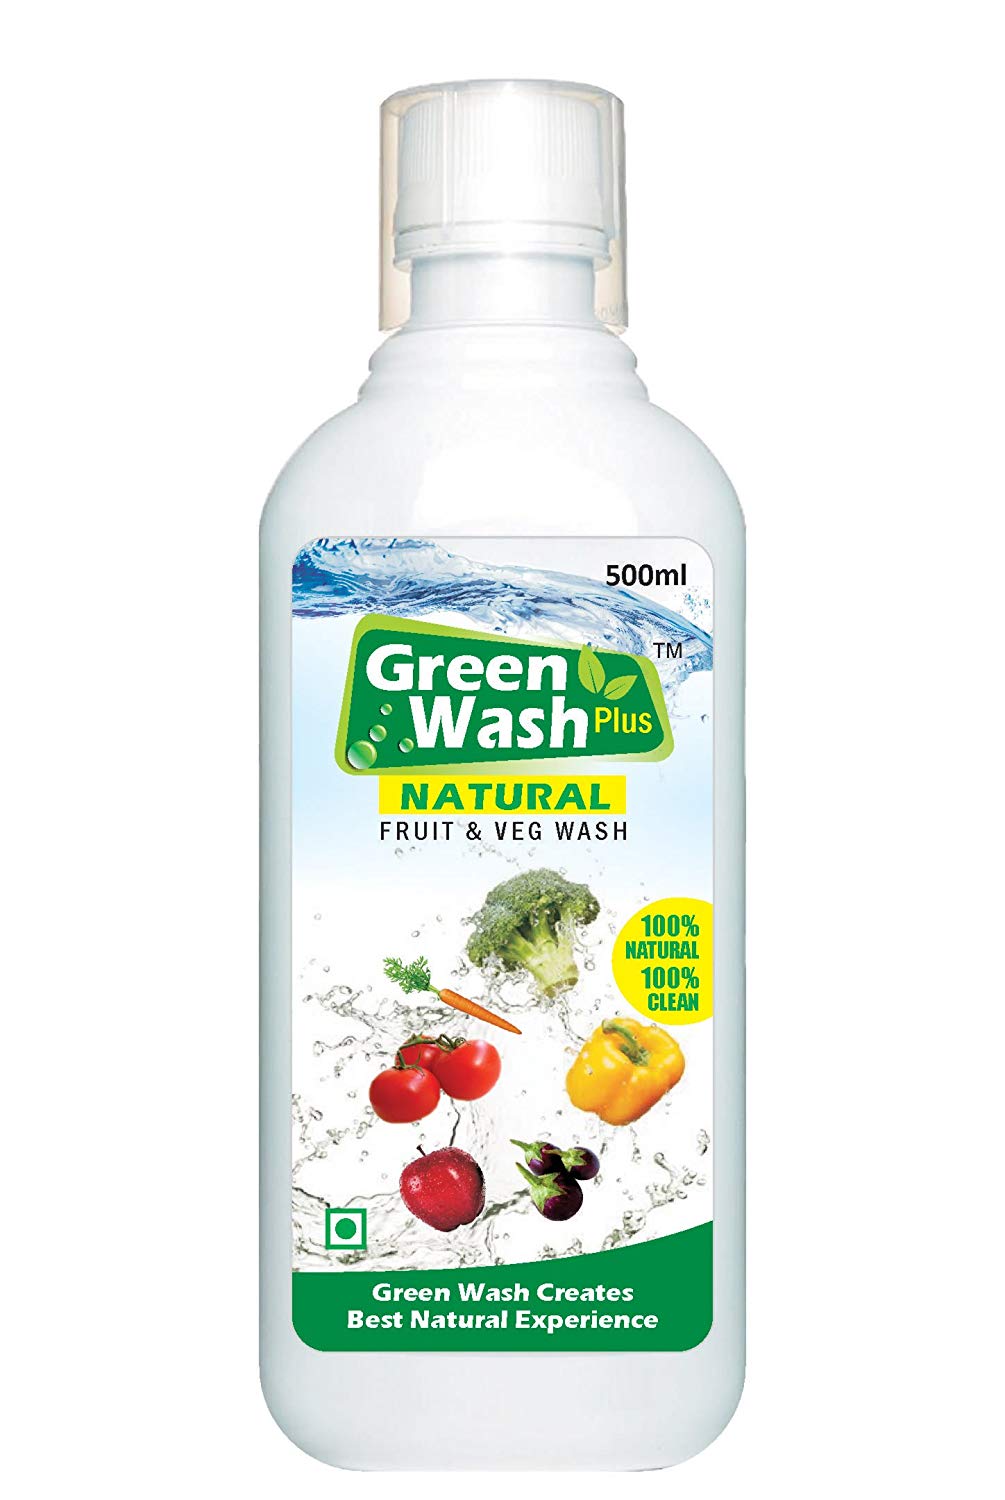 500ml
Green
Wash Plus
TM
NATURAL
FRUIT & VEG WASH
100%
NATURAL
100%
CLEAN
Green Wash Creates
Best Natural Experience